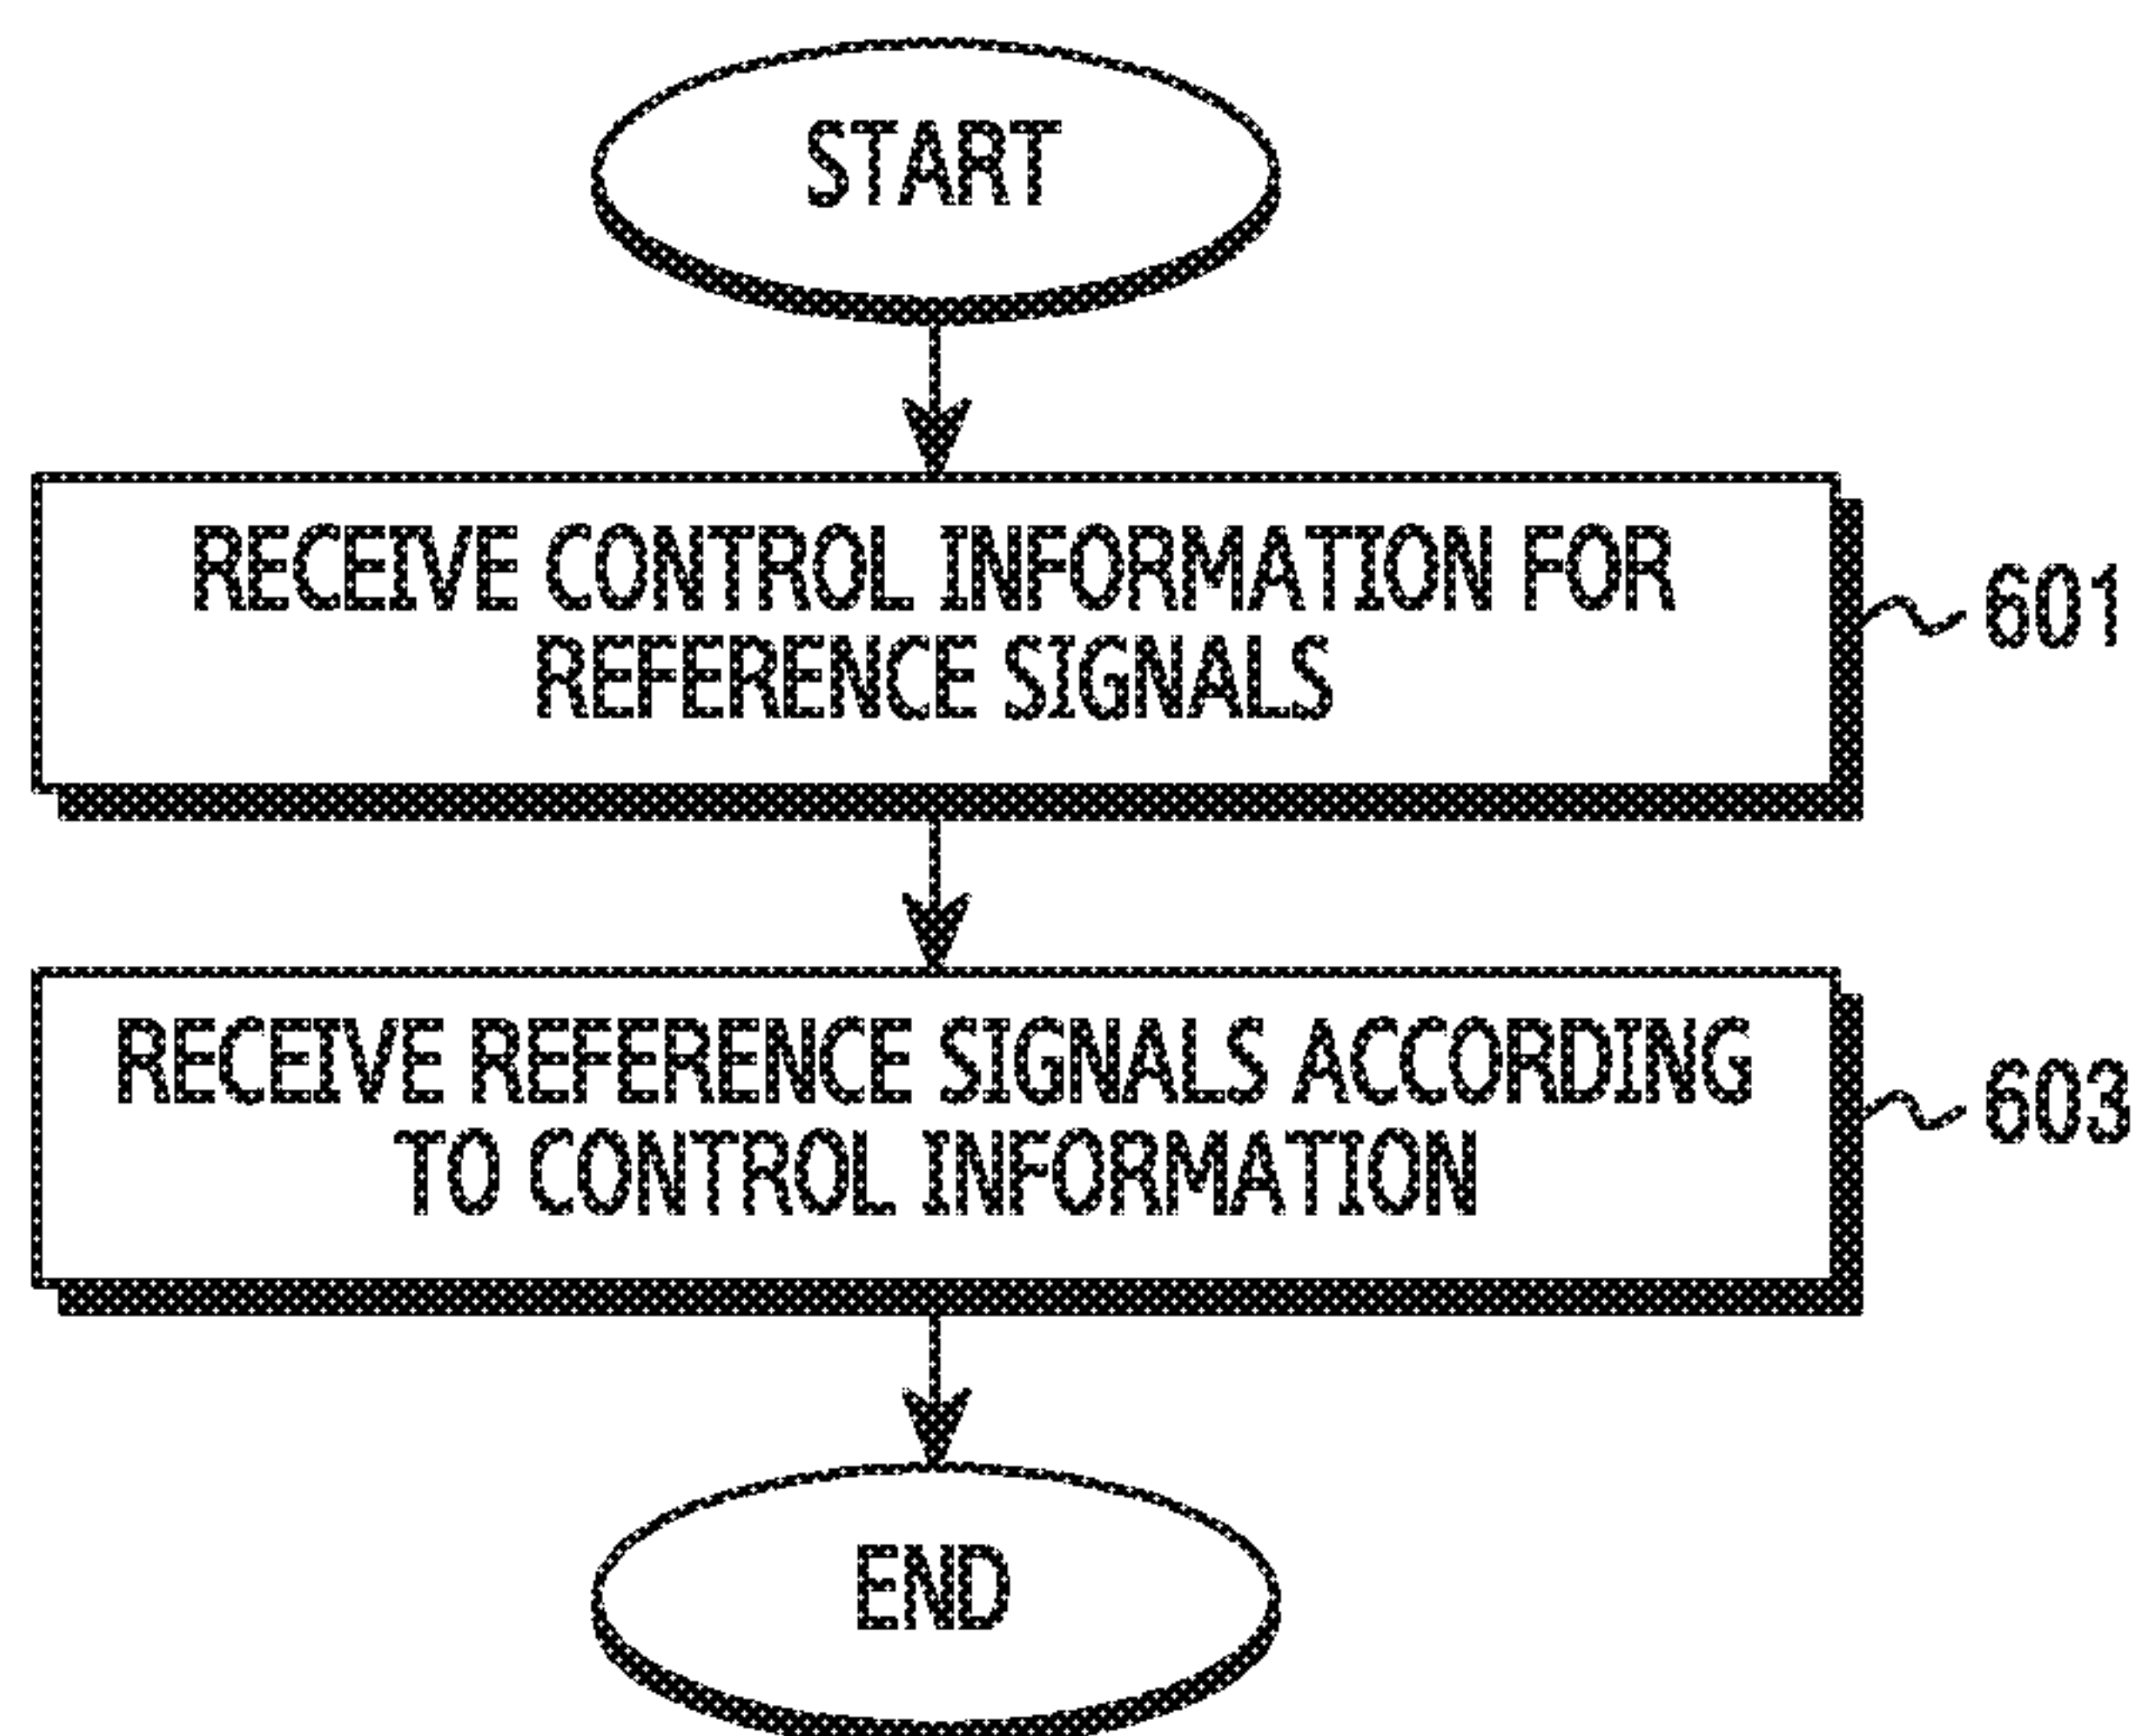 START
RECEIVE CONTROL INFORMATION FOR
REFERENCE SIGNALS
601
RECEIVE REFERENCE SIGNALS ACCORDING
TO CONTROL INFORMATION
603
END